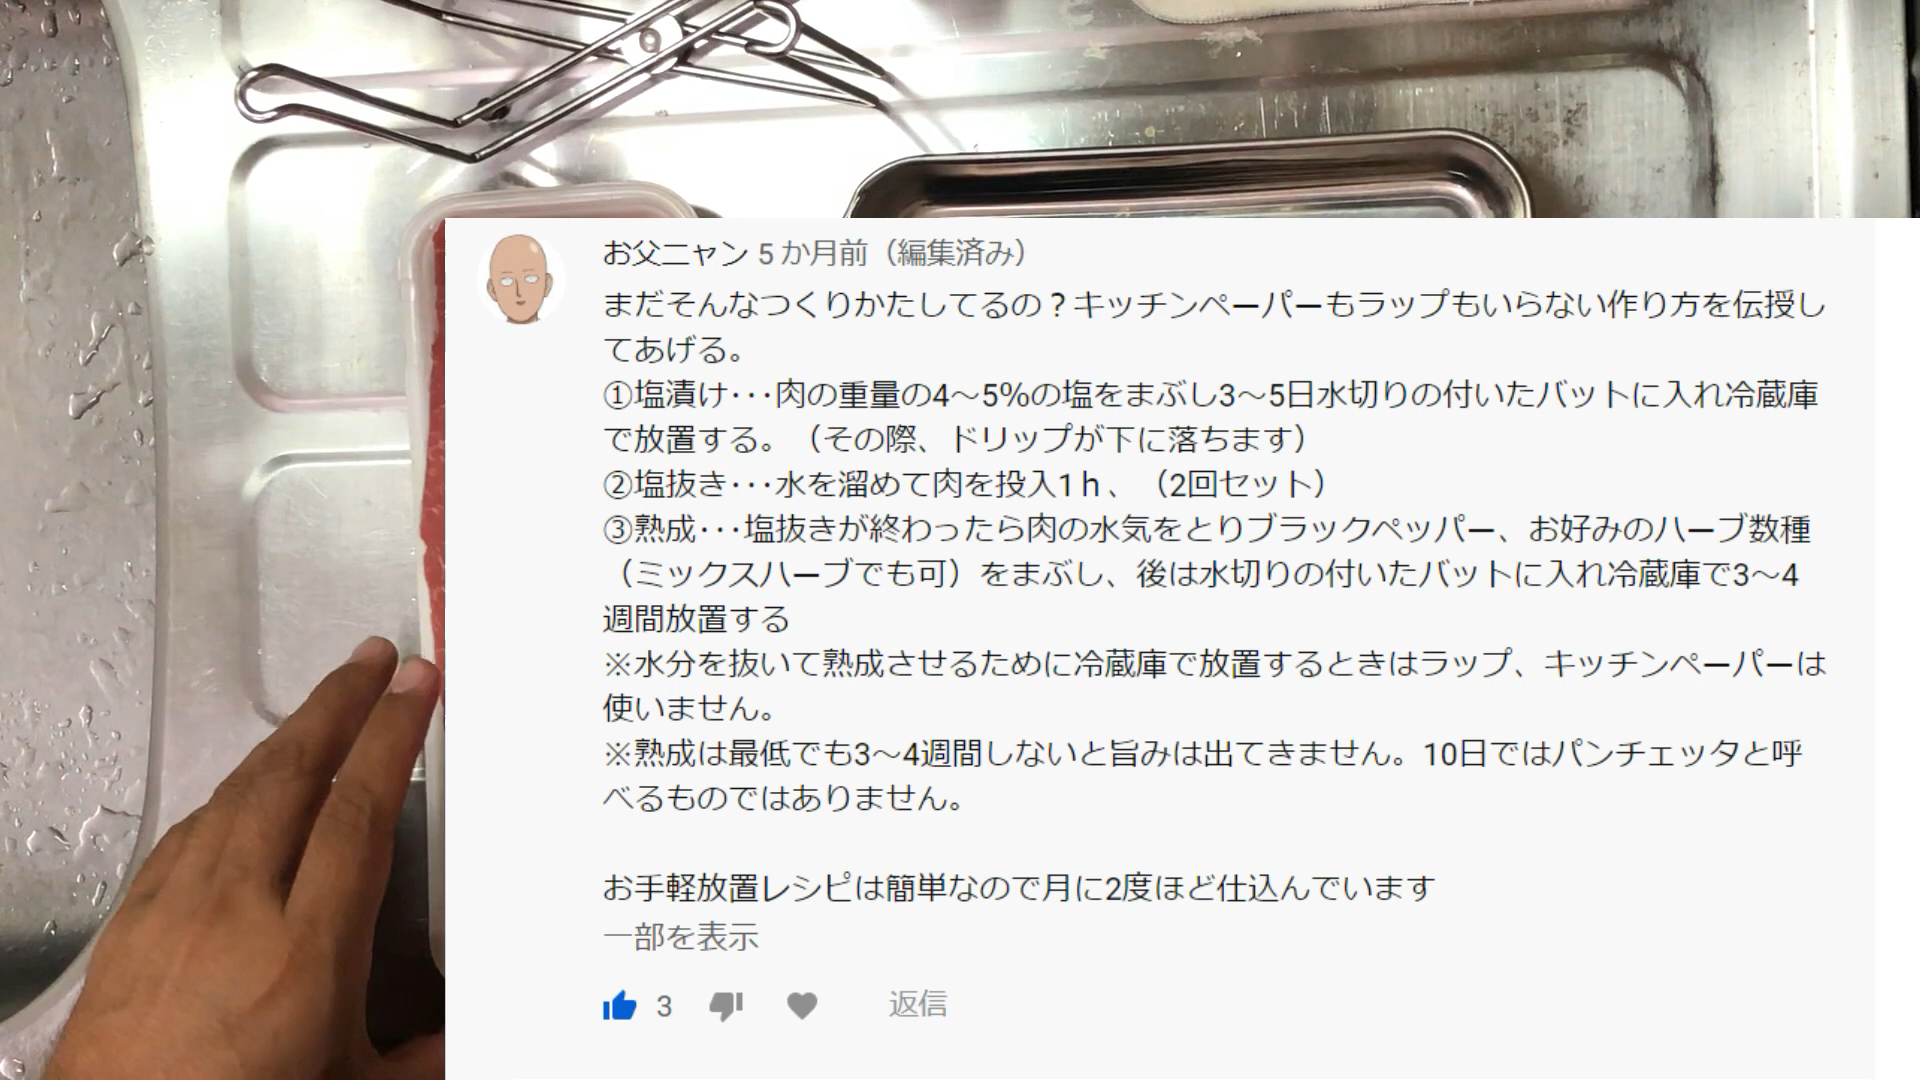 お父ニャン 5 か月前（編集済み）
まだそんなつくりかたしてるの？キッチンペーパーもラップもいらない作り方を伝授し
てあげる。
①塩漬け･･･肉の重量の4～5%の塩をまぶし3～5日水切りの付いたバットに入れ冷蔵庫
で放置する。（その際、ドリップが下に落ちます）
②塩抜き･･･水を溜めて肉を投入1ｈ、（2回セット）
③熟成･･･塩抜きが終わったら肉の水気をとりブラックペッパー、お好みのハーブ数種
（ミックスハーブでも可）をまぶし、後は水切りの付いたバットに入れ冷蔵庫で3～4
週間放置する
※水分を抜いて熟成させるために冷蔵庫で放置するときはラップ、キッチンペーパーは
使いません。
※熟成は最低でも3～4週間しないと旨みは出てきません。10日ではパンチェッタと呼
べるものではありません。
お手軽放置レシピは簡単なので月に2度ほど仕込んでいます
一部を表示
3 返信